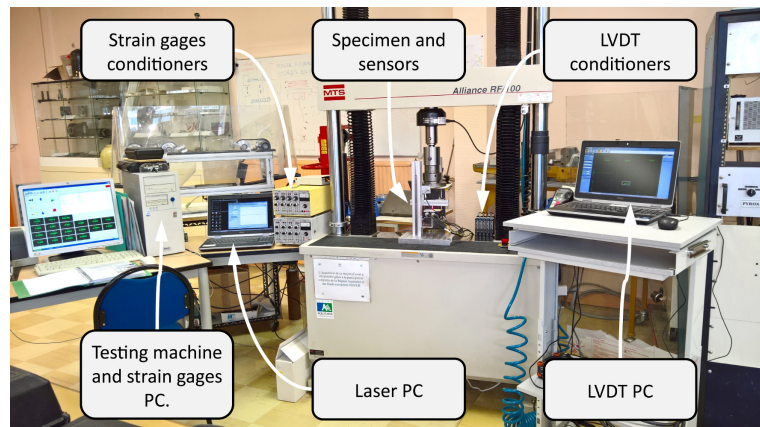 Strain gages
conditioners
Specimen and
sensors
LVDT
conditioners
MTS
Alliance RF/100
PYROX
Testing machine
and strain gages
PC.
Laser PC
LVDT PC